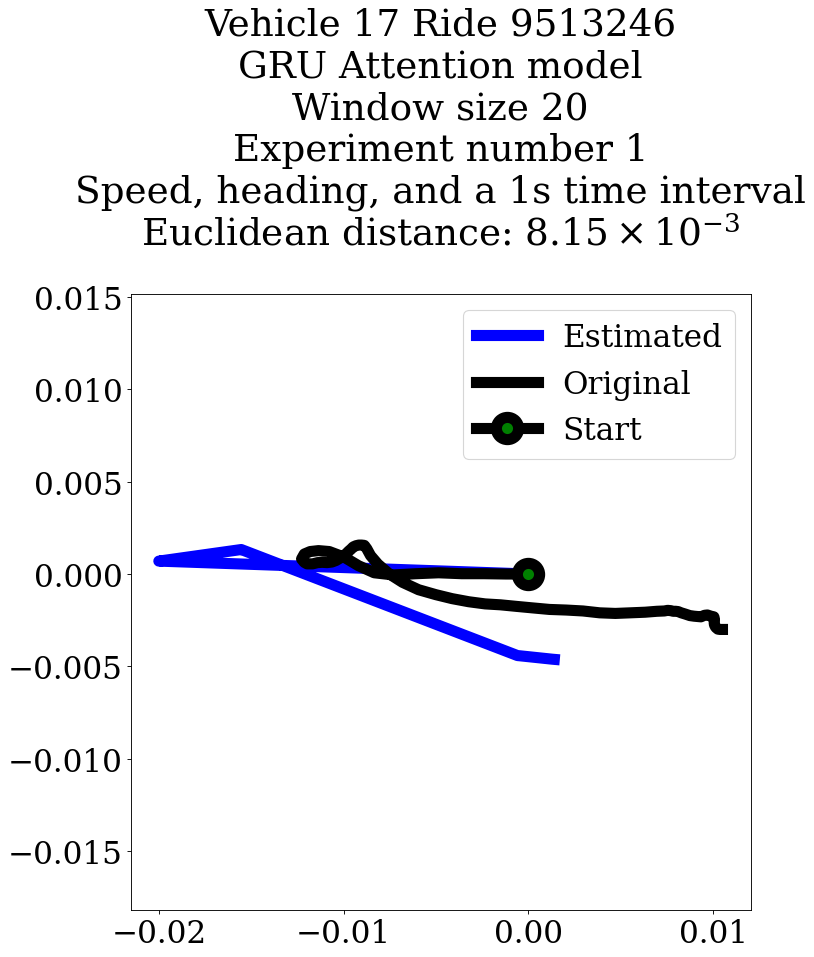 Vehicle 17 Ride 9513246
GRU Attention model
Window size 20
Experiment number 1
Speed, heading, and a 1s time interval
Euclidean distance: 8.15 × 10⁻³
Estimated
Original
Start
0.015
0.010
0.005
0.000
−0.005
−0.010
−0.015
−0.02 −0.01 0.00 0.01